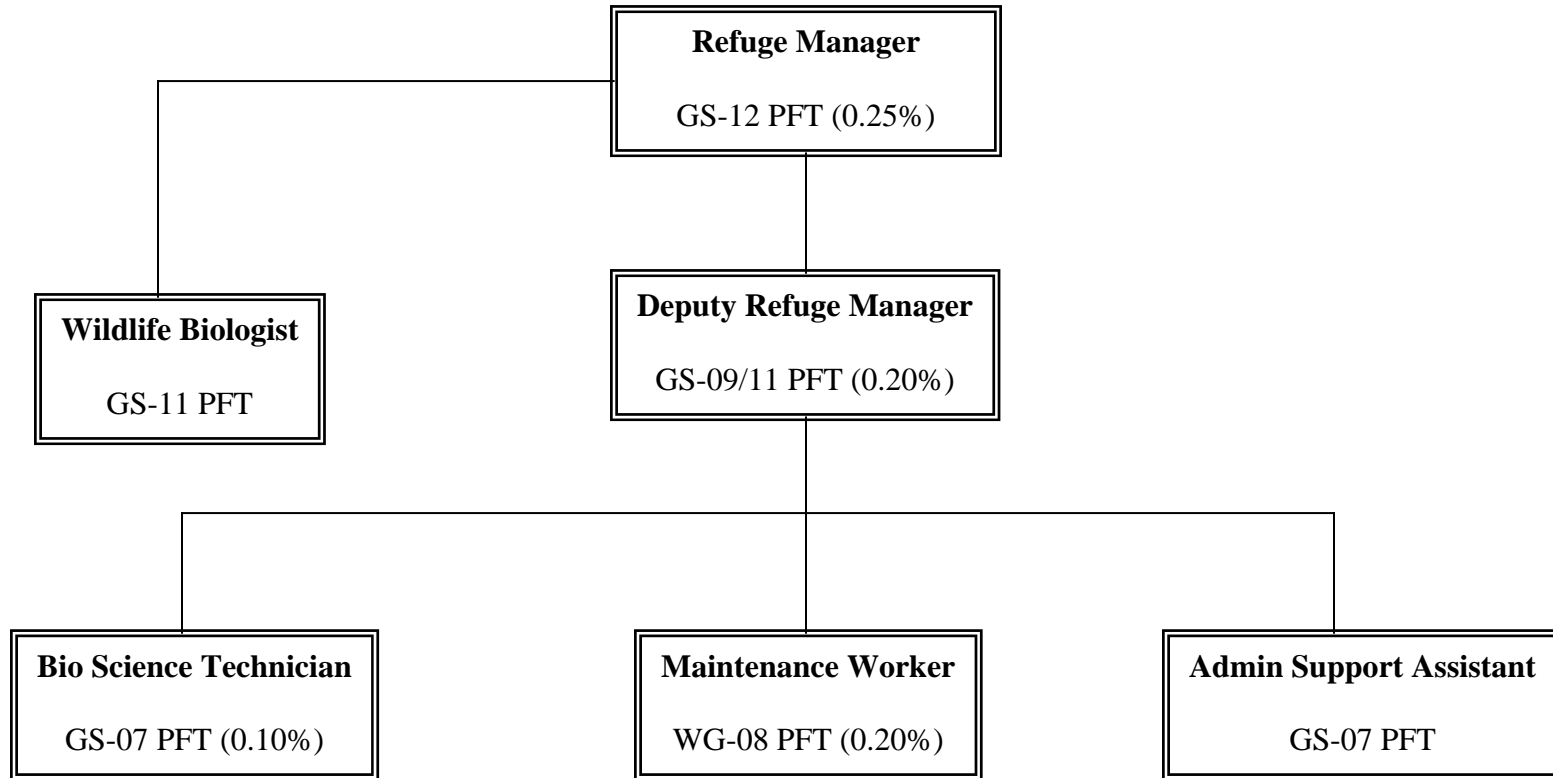 Refuge Manager
GS-12 PFT (0.25%)
Wildlife Biologist
GS-11 PFT
Deputy Refuge Manager
GS-09/11 PFT (0.20%)
Bio Science Technician
GS-07 PFT (0.10%)
Maintenance Worker
WG-08 PFT (0.20%)
Admin Support Assistant
GS-07 PFT